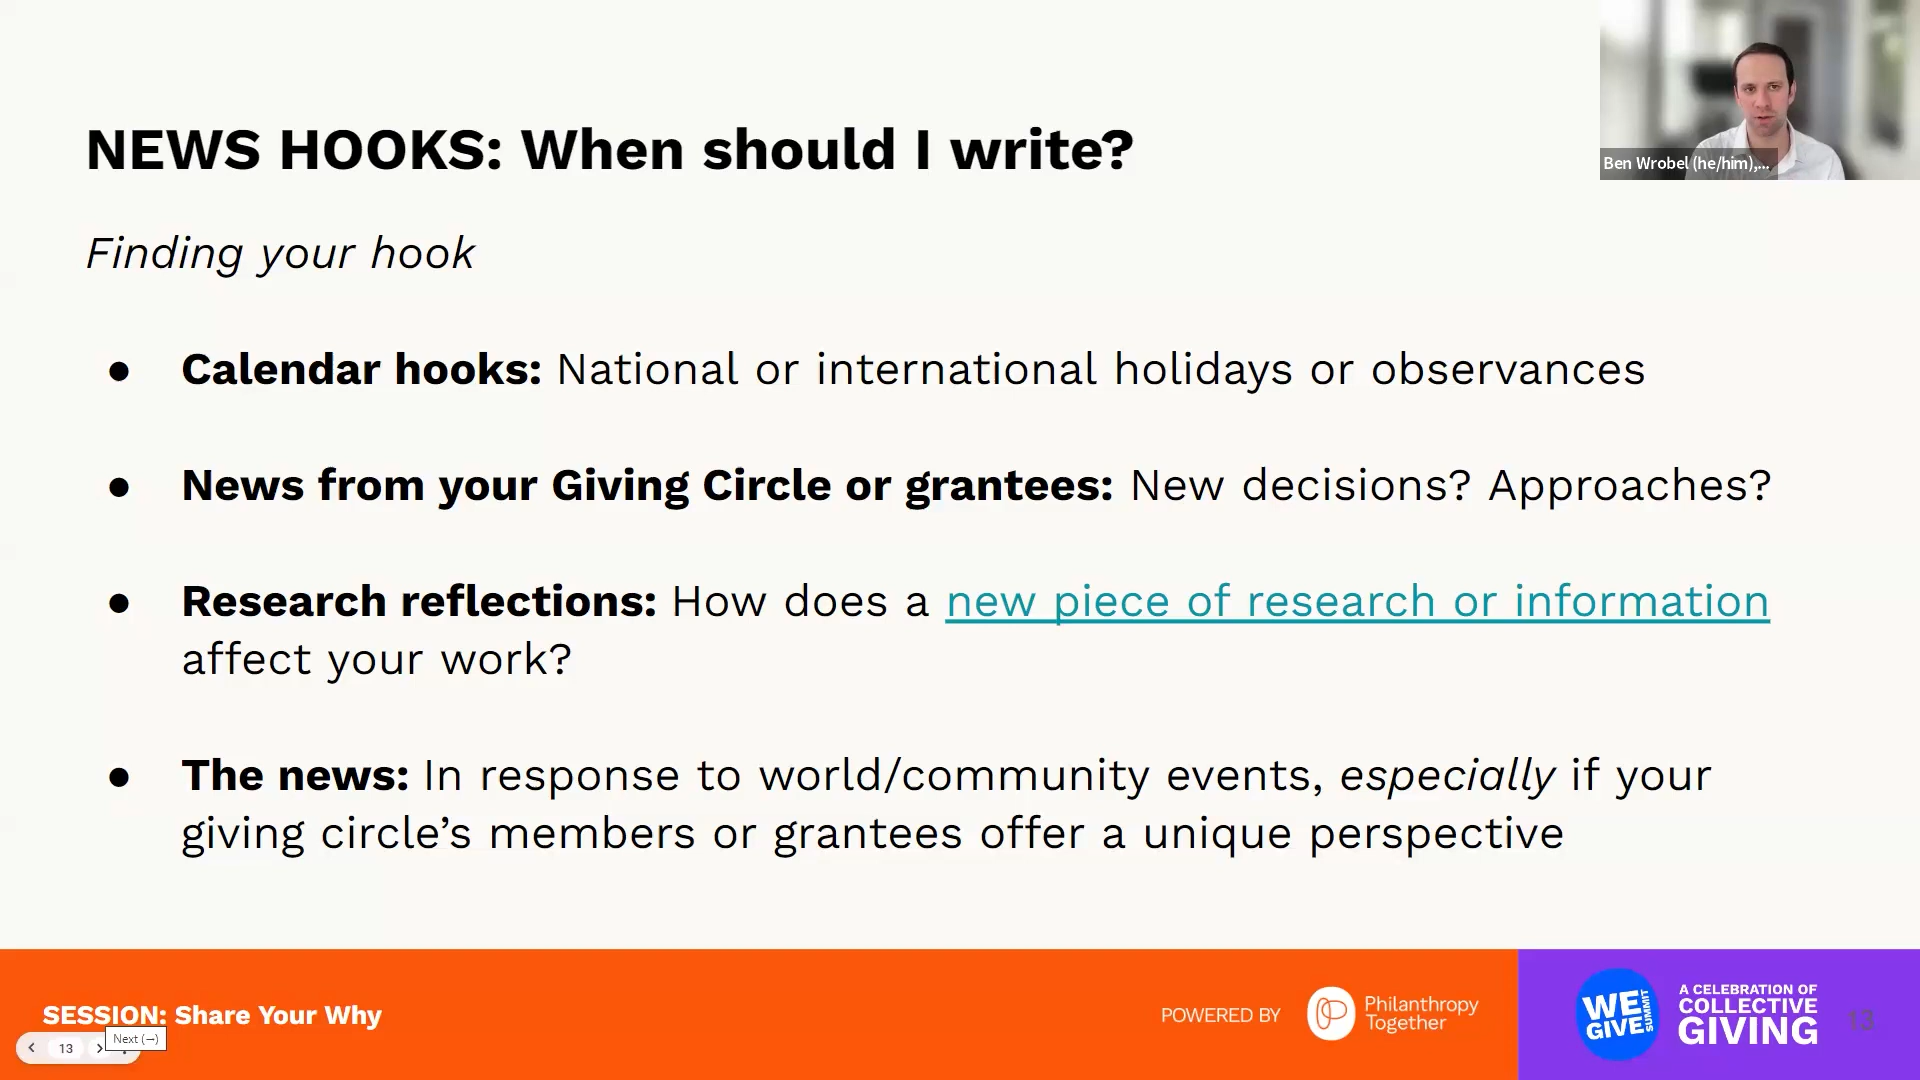 NEWS HOOKS: When should I write?
Ben Wrobel (he/him),...
Finding your hook
● Calendar hooks: National or international holidays or observances
● News from your Giving Circle or grantees: New decisions? Approaches?
● Research reflections: How does a new piece of research or information
affect your work?
● The news: In response to world/community events, especially if your
giving circle’s members or grantees offer a unique perspective
SESSION: Share Your Why
13
Next (→)
POWERED BY
Philanthropy
Together
WE
GIVE
SUMMIT
A CELEBRATION OF
COLLECTIVE
GIVING
13